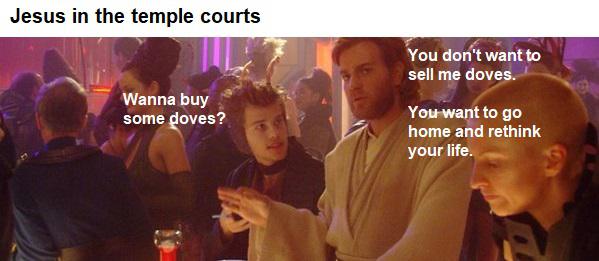 Jesus in the temple courts
Wanna buy
some doves?
You don't want to
sell me doves.
You want to go
home and rethink
your life.